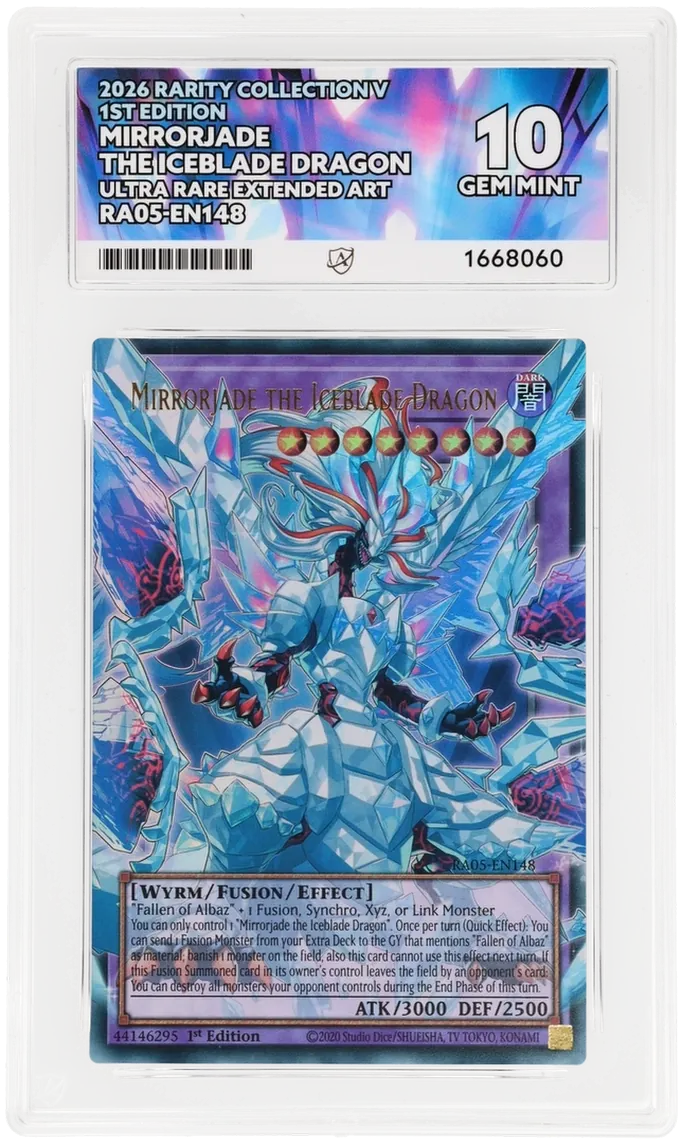 2026 RARITY COLLECTION V
1ST EDITION
MIRRORJADE
THE ICEBLADE DRAGON
ULTRA RARE EXTENDED ART
RA05-EN148
10
GEM MINT
1668060
MIRRORJADE THE ICEBLADE DRAGON
DARK
闇
RA05-EN148
[WYRM/FUSION/EFFECT]
"Fallen of Albaz" + 1 Fusion, Synchro, Xyz, or Link Monster
You can only control 1 "Mirrorjade the Iceblade Dragon". Once per turn (Quick Effect): You
can send 1 Fusion Monster from your Extra Deck to the GY that mentions "Fallen of Albaz"
as material; banish 1 monster on the field, also this card cannot use this effect next turn. If
this Fusion Summoned card in its owner's control leaves the field by an opponent's card:
You can destroy all monsters your opponent controls during the End Phase of this turn.
ATK/3000 DEF/2500
44146295 1st Edition
©2020 Studio Dice/SHUEISHA, TV TOKYO, KONAMI